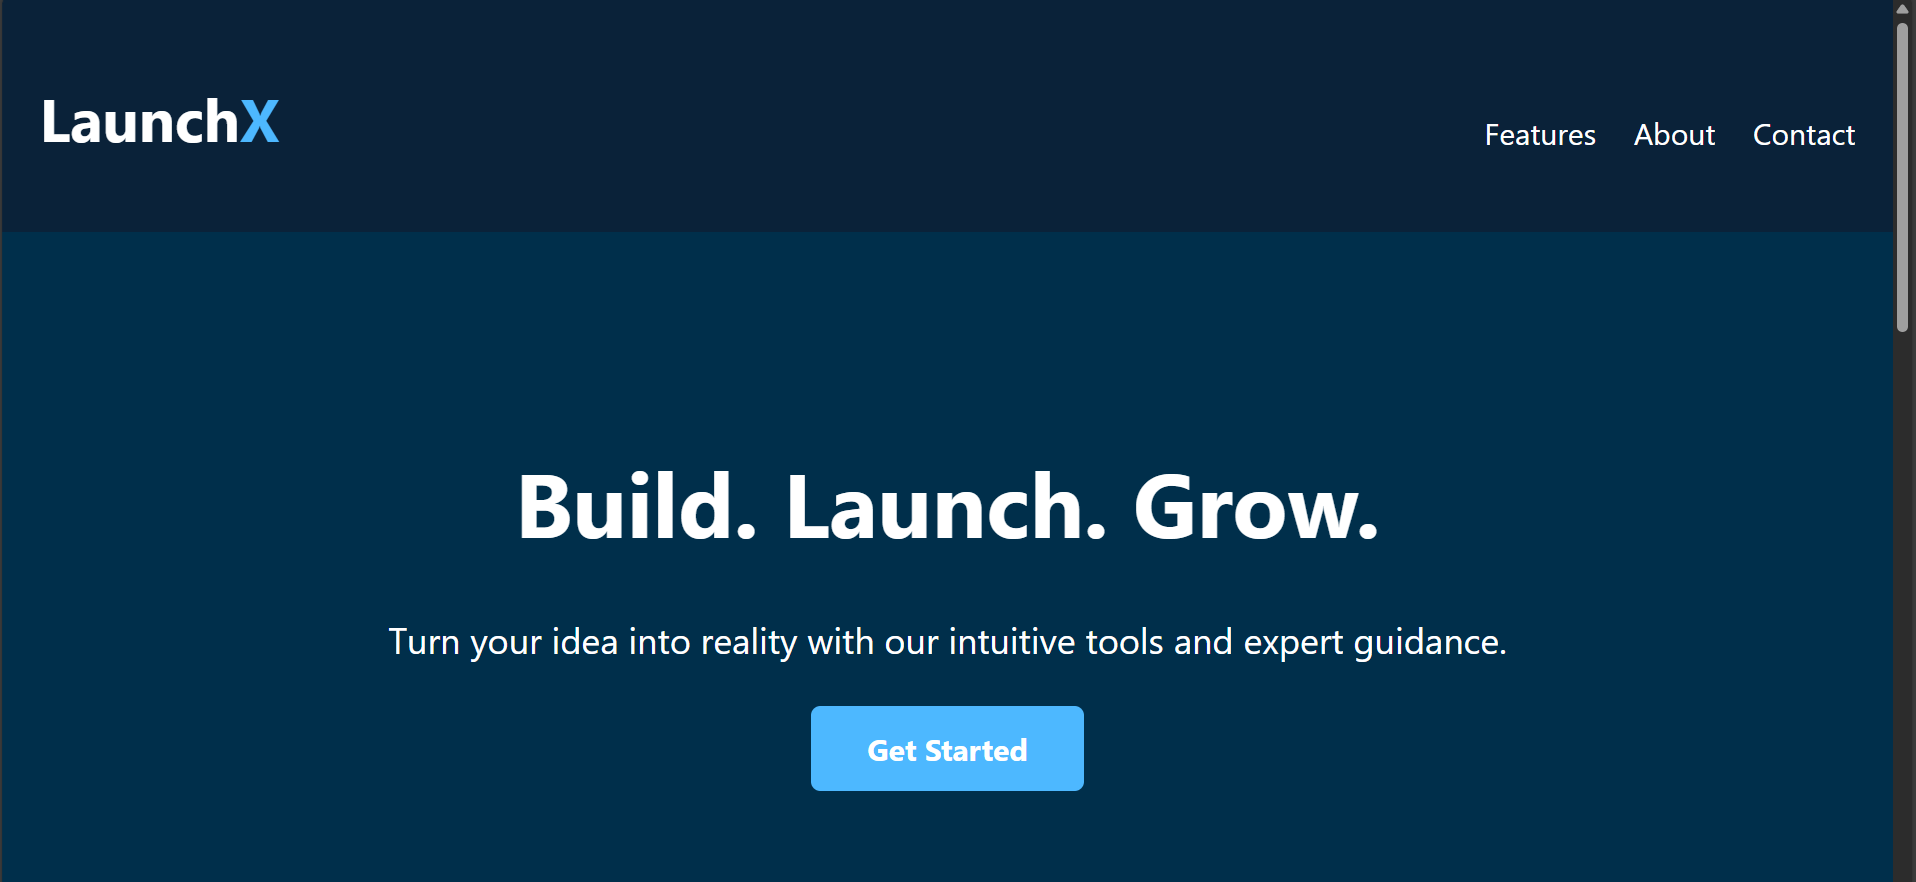 LaunchX
Features About Contact
Build. Launch. Grow.
Turn your idea into reality with our intuitive tools and expert guidance.
Get Started